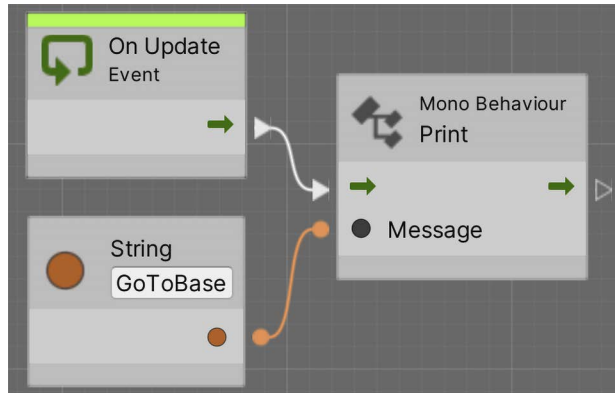 On Update
Event
Mono Behaviour
Print
Message
String
GoToBase